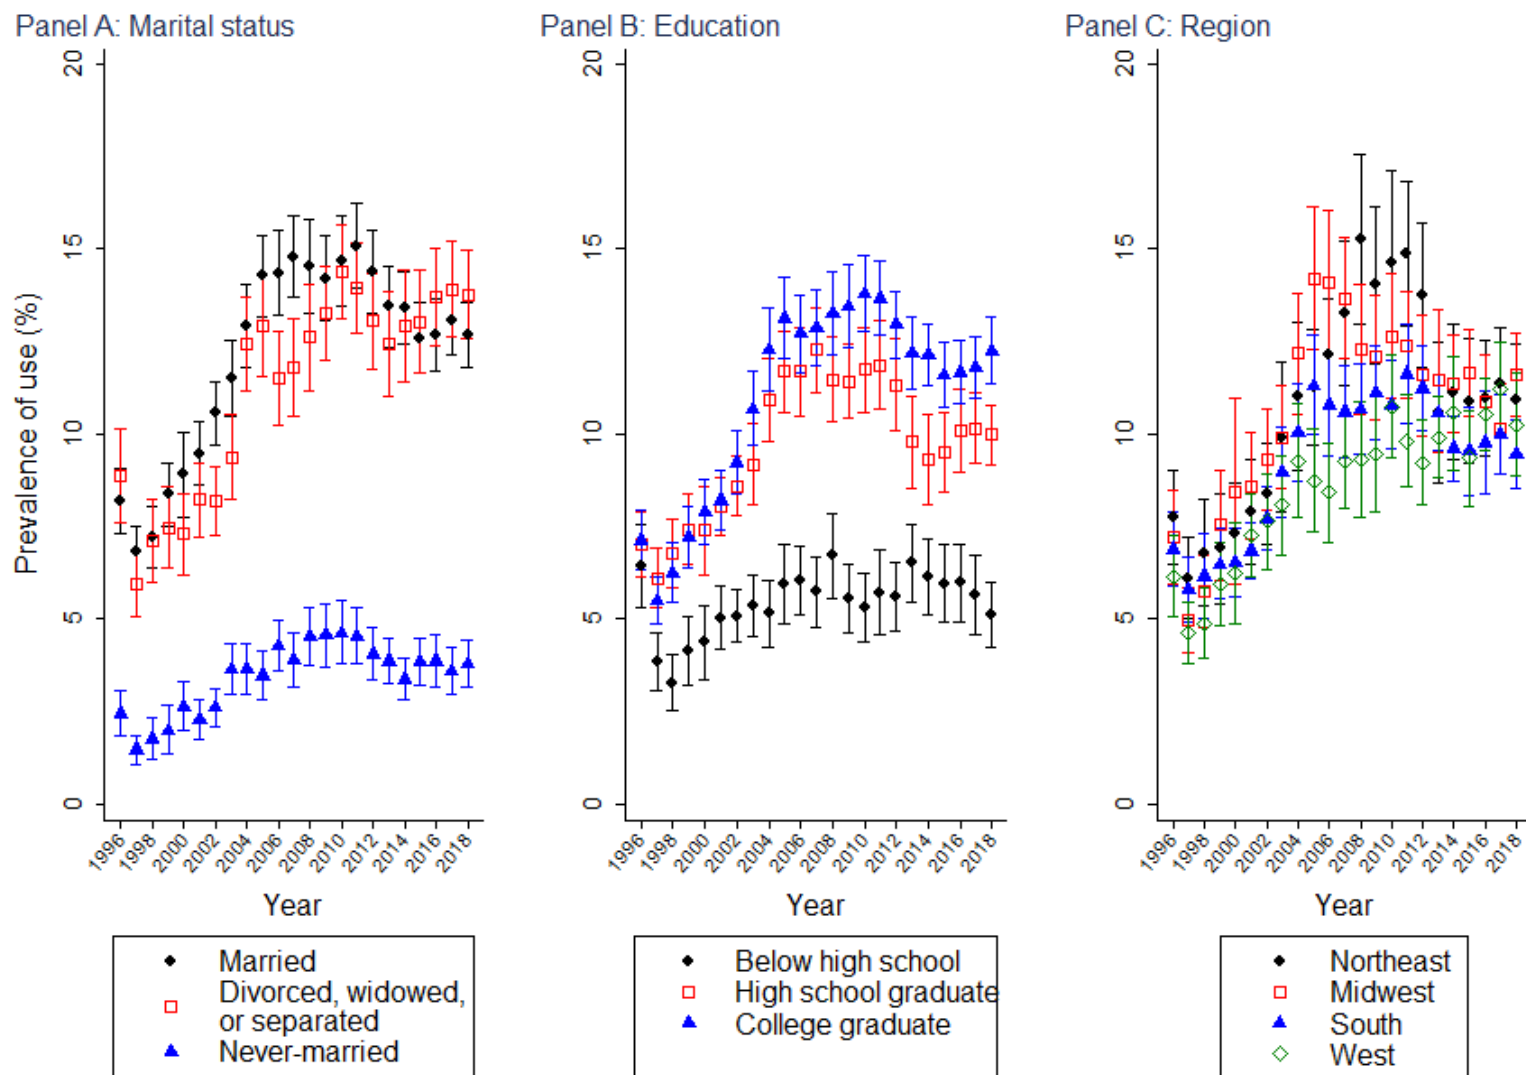 Panel A: Marital status
Panel B: Education
Panel C: Region
Prevalence of use (%)
20
15
10
5
0
1996
1998
2000
2002
2004
2006
2008
2010
2012
2014
2016
2018
Year
20
15
10
5
0
1996
1998
2000
2002
2004
2006
2008
2010
2012
2014
2016
2018
Year
20
15
10
5
0
1996
1998
2000
2002
2004
2006
2008
2010
2012
2014
2016
2018
Year
Married
Divorced, widowed,
or separated
Never-married
Below high school
High school graduate
College graduate
Northeast
Midwest
South
West